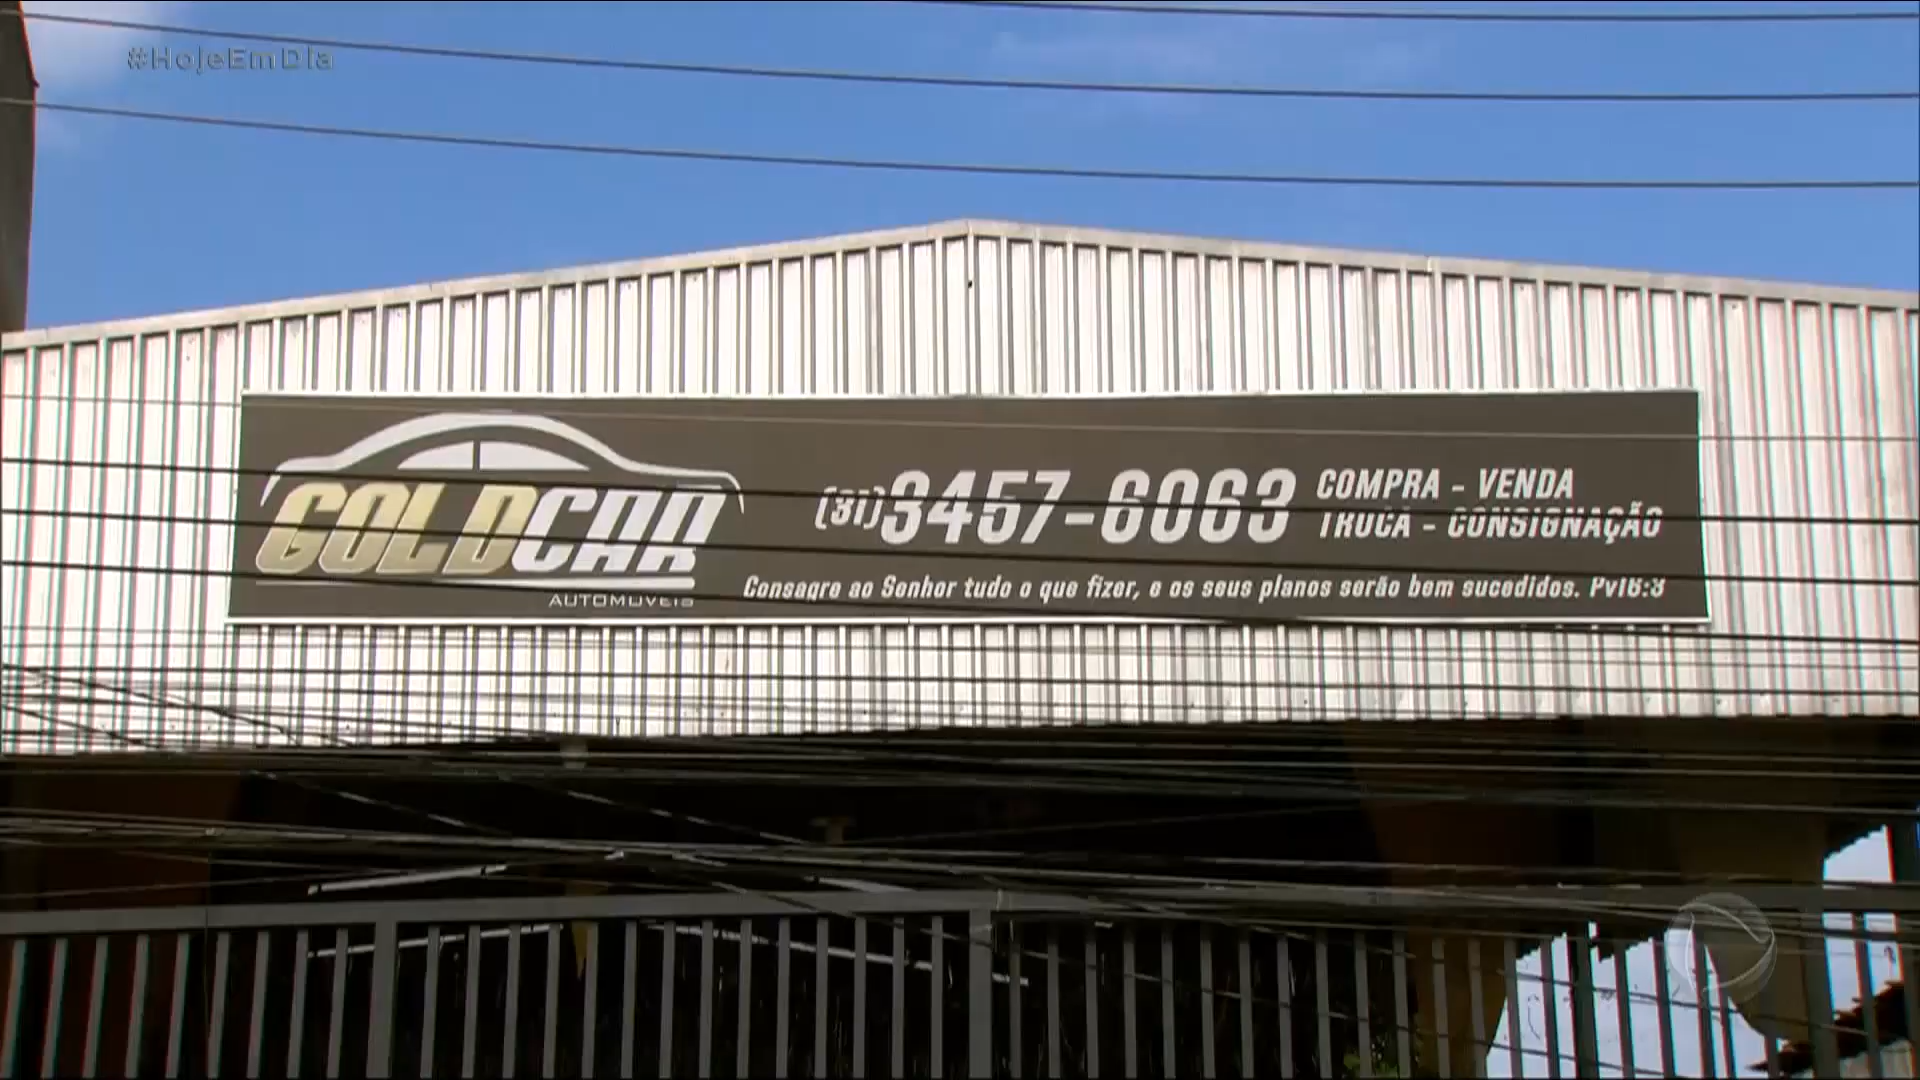 #HojeEmDia
GOLDCAR
AUTOMÓVEIS
(31)3457-6063
COMPRA - VENDA
TROCA - CONSIGNAÇÃO
Consagre ao Senhor tudo o que fizer, e os seus planos serão bem sucedidos. Pv16:3